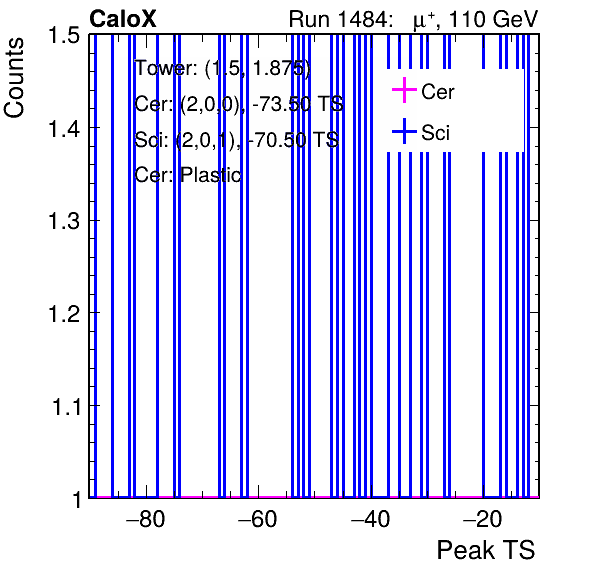 CaloX Run 1484: μ⁺, 110 GeV
Counts
1.5
1.4
1.3
1.2
1.1
1
Tower: (1.5, 1.875)
Cer: (2,0,0), -73.50 TS
Sci: (2,0,1), -70.50 TS
Cer: Plastic
Cer
Sci
−80 −60 −40 −20
Peak TS